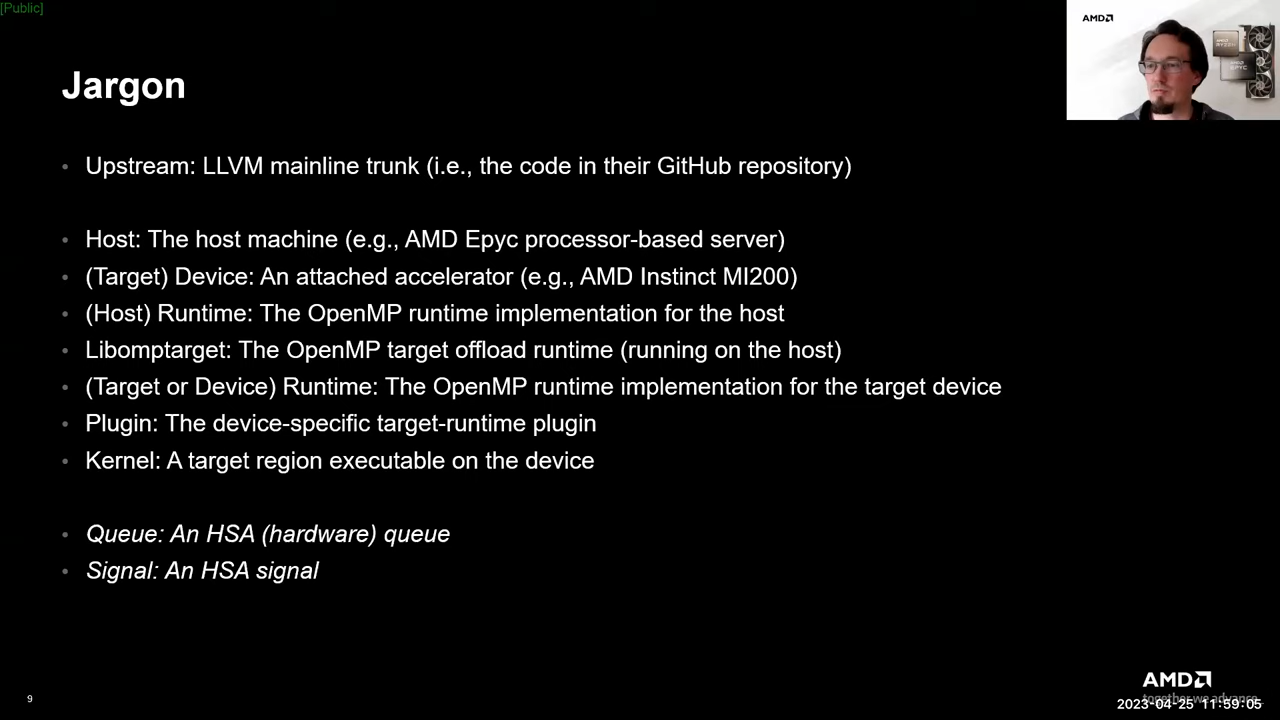 [Public]
AMD
Jargon
• Upstream: LLVM mainline trunk (i.e., the code in their GitHub repository)
• Host: The host machine (e.g., AMD Epyc processor-based server)
• (Target) Device: An attached accelerator (e.g., AMD Instinct MI200)
• (Host) Runtime: The OpenMP runtime implementation for the host
• Libomptarget: The OpenMP target offload runtime (running on the host)
• (Target or Device) Runtime: The OpenMP runtime implementation for the target device
• Plugin: The device-specific target-runtime plugin
• Kernel: A target region executable on the device
• Queue: An HSA (hardware) queue
• Signal: An HSA signal
9
AMD
2023-04-25 11:59:05